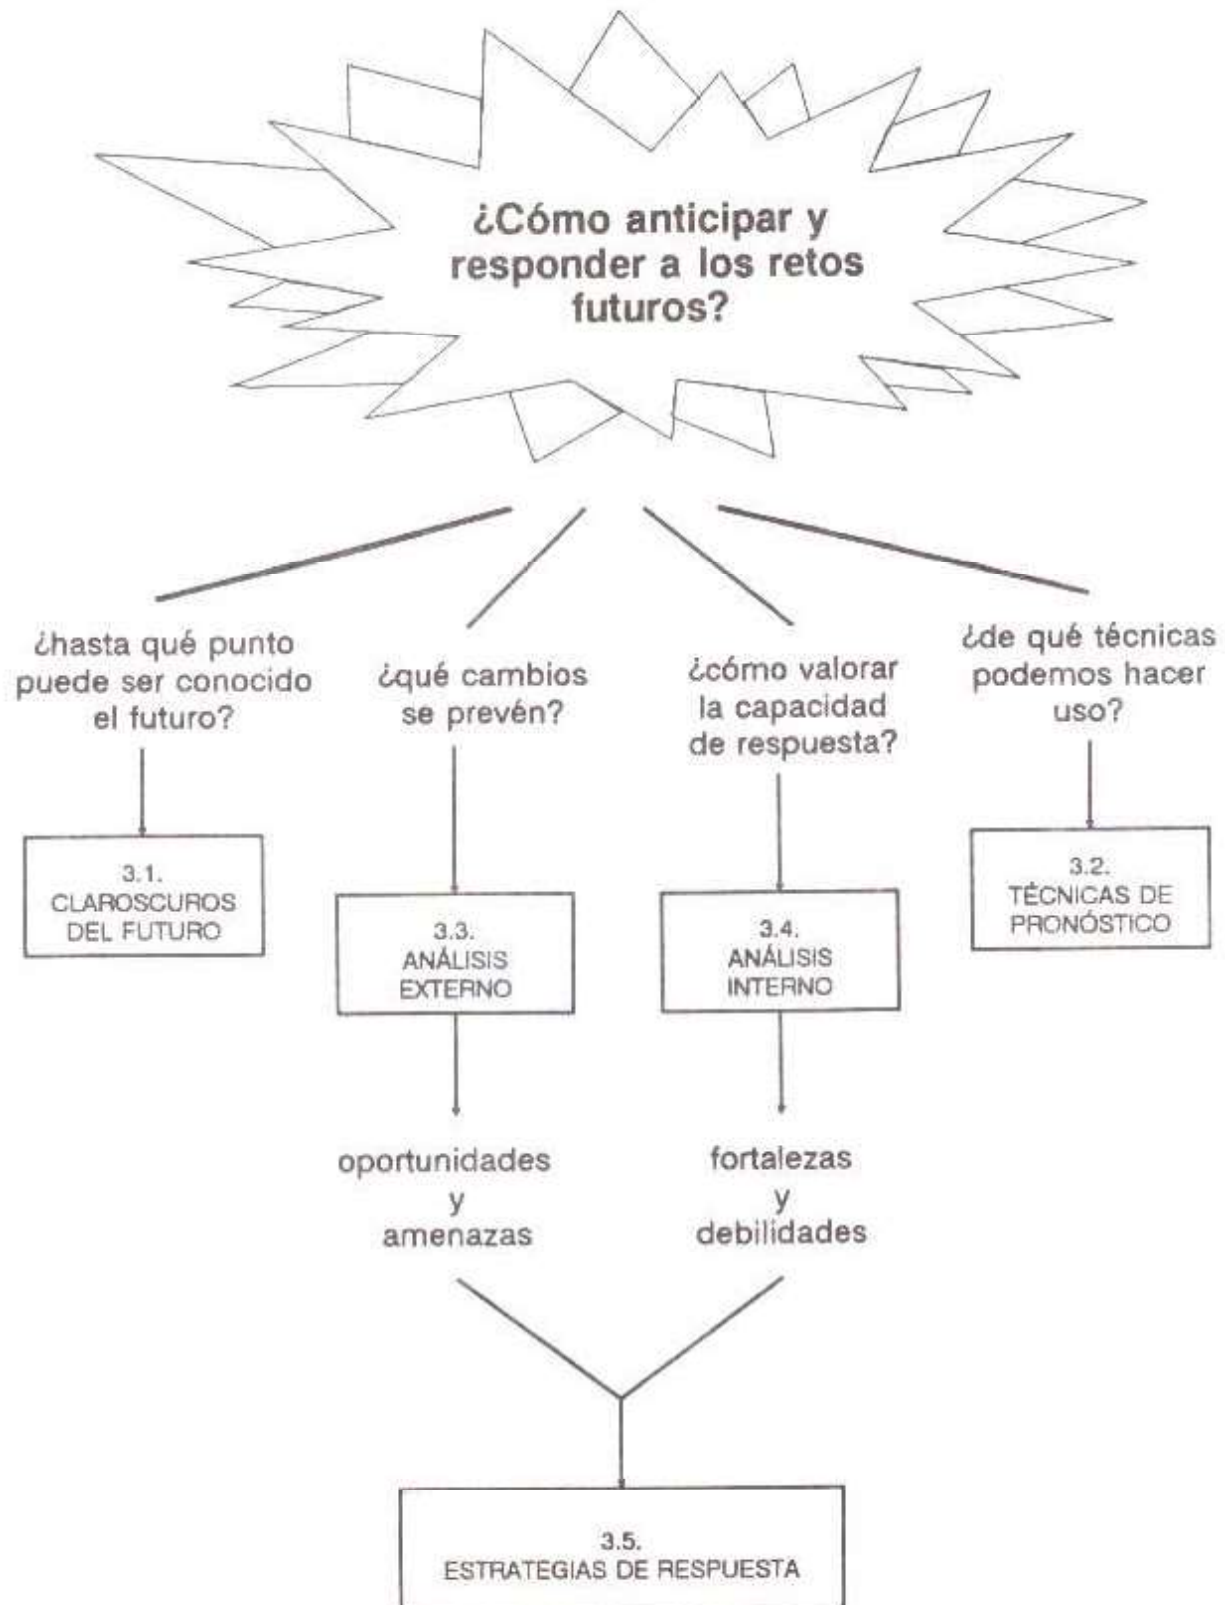 ¿Cómo anticipar y
responder a los retos
futuros?
¿hasta qué punto
puede ser conocido
el futuro?
¿qué cambios
se prevén?
¿cómo valorar
la capacidad
de respuesta?
¿de qué técnicas
podemos hacer
uso?
3.1.
CLAROSCUROS
DEL FUTURO
3.3.
ANÁLISIS
EXTERNO
3.4.
ANÁLISIS
INTERNO
3.2.
TÉCNICAS DE
PRONÓSTICO
oportunidades
y
amenazas
fortalezas
y
debilidades
3.5.
ESTRATEGIAS DE RESPUESTA